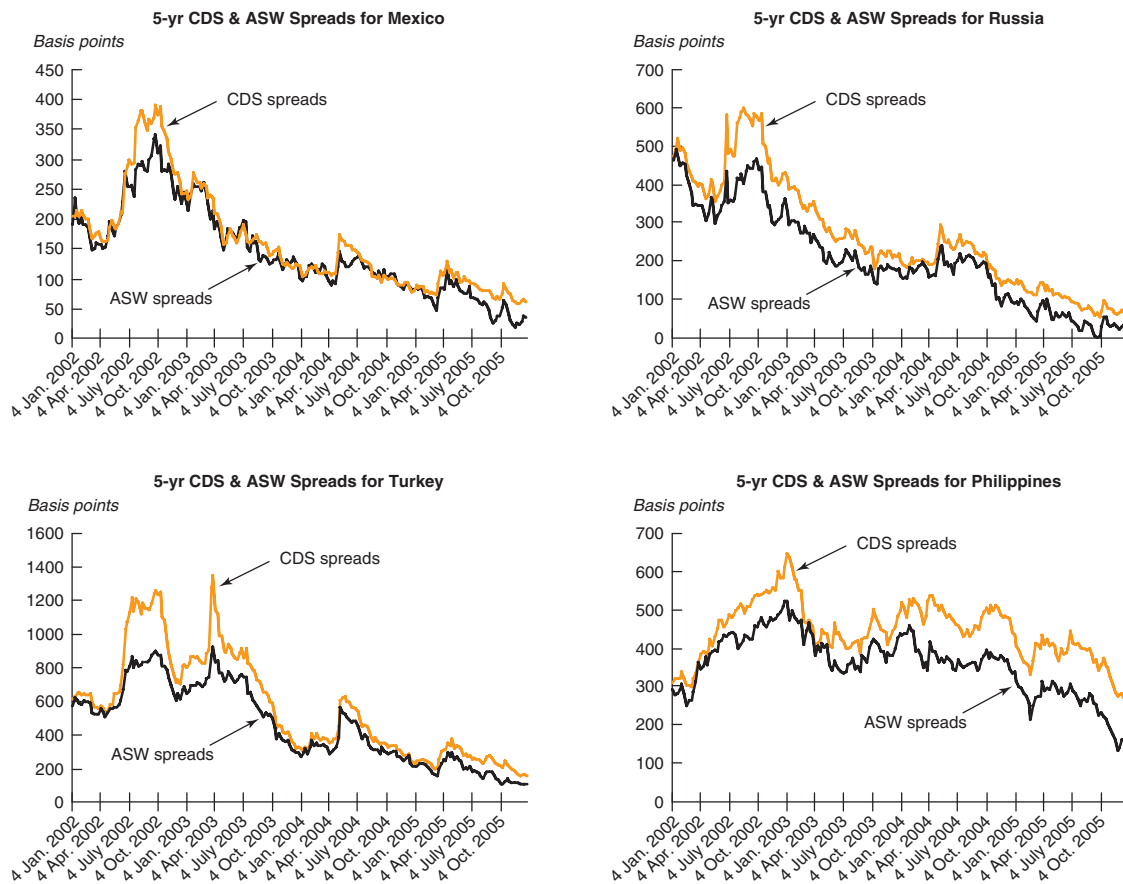 5-yr CDS & ASW Spreads for Mexico
Basis points
450
400
350
300
250
200
150
100
50
0
CDS spreads
ASW spreads
4 Jan. 2002
4 Apr. 2002
4 July 2002
4 Oct. 2002
4 Jan. 2003
4 Apr. 2003
4 July 2003
4 Oct. 2003
4 Jan. 2004
4 Apr. 2004
4 July 2004
4 Oct. 2004
4 Jan. 2005
4 Apr. 2005
4 July 2005
4 Oct. 2005
5-yr CDS & ASW Spreads for Russia
Basis points
700
600
500
400
300
200
100
0
CDS spreads
ASW spreads
4 Jan. 2002
4 Apr. 2002
4 July 2002
4 Oct. 2002
4 Jan. 2003
4 Apr. 2003
4 July 2003
4 Oct. 2003
4 Jan. 2004
4 Apr. 2004
4 July 2004
4 Oct. 2004
4 Jan. 2005
4 Apr. 2005
4 July 2005
4 Oct. 2005
5-yr CDS & ASW Spreads for Turkey
Basis points
1600
1400
1200
1000
800
600
400
200
0
CDS spreads
ASW spreads
4 Jan. 2002
4 Apr. 2002
4 July 2002
4 Oct. 2002
4 Jan. 2003
4 Apr. 2003
4 July 2003
4 Oct. 2003
4 Jan. 2004
4 Apr. 2004
4 July 2004
4 Oct. 2004
4 Jan. 2005
4 Apr. 2005
4 July 2005
4 Oct. 2005
5-yr CDS & ASW Spreads for Philippines
Basis points
700
600
500
400
300
200
100
0
CDS spreads
ASW spreads
4 Jan. 2002
4 Apr. 2002
4 July 2002
4 Oct. 2002
4 Jan. 2003
4 Apr. 2003
4 July 2003
4 Oct. 2003
4 Jan. 2004
4 Apr. 2004
4 July 2004
4 Oct. 2004
4 Jan. 2005
4 Apr. 2005
4 July 2005
4 Oct. 2005